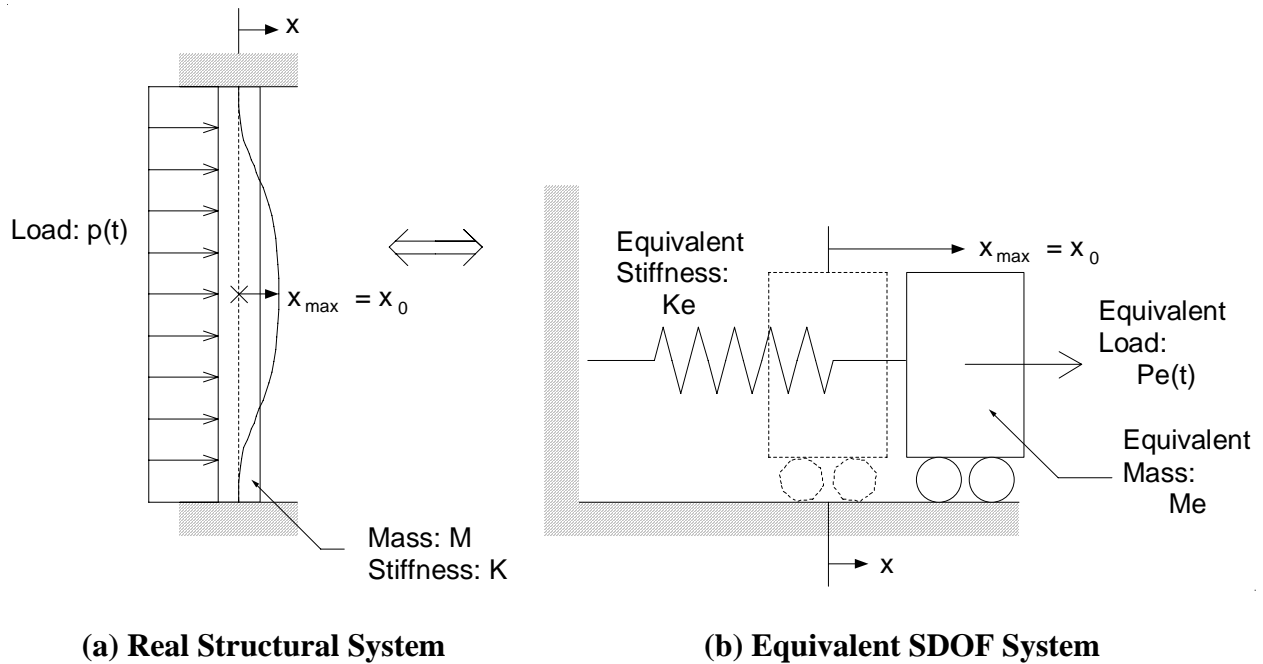 x
Load: p(t)
x max = x 0
Mass: M
Stiffness: K
(a) Real Structural System
Equivalent
Stiffness:
Ke
x max = x 0
Equivalent
Load:
Pe(t)
Equivalent
Mass:
Me
x
(b) Equivalent SDOF System